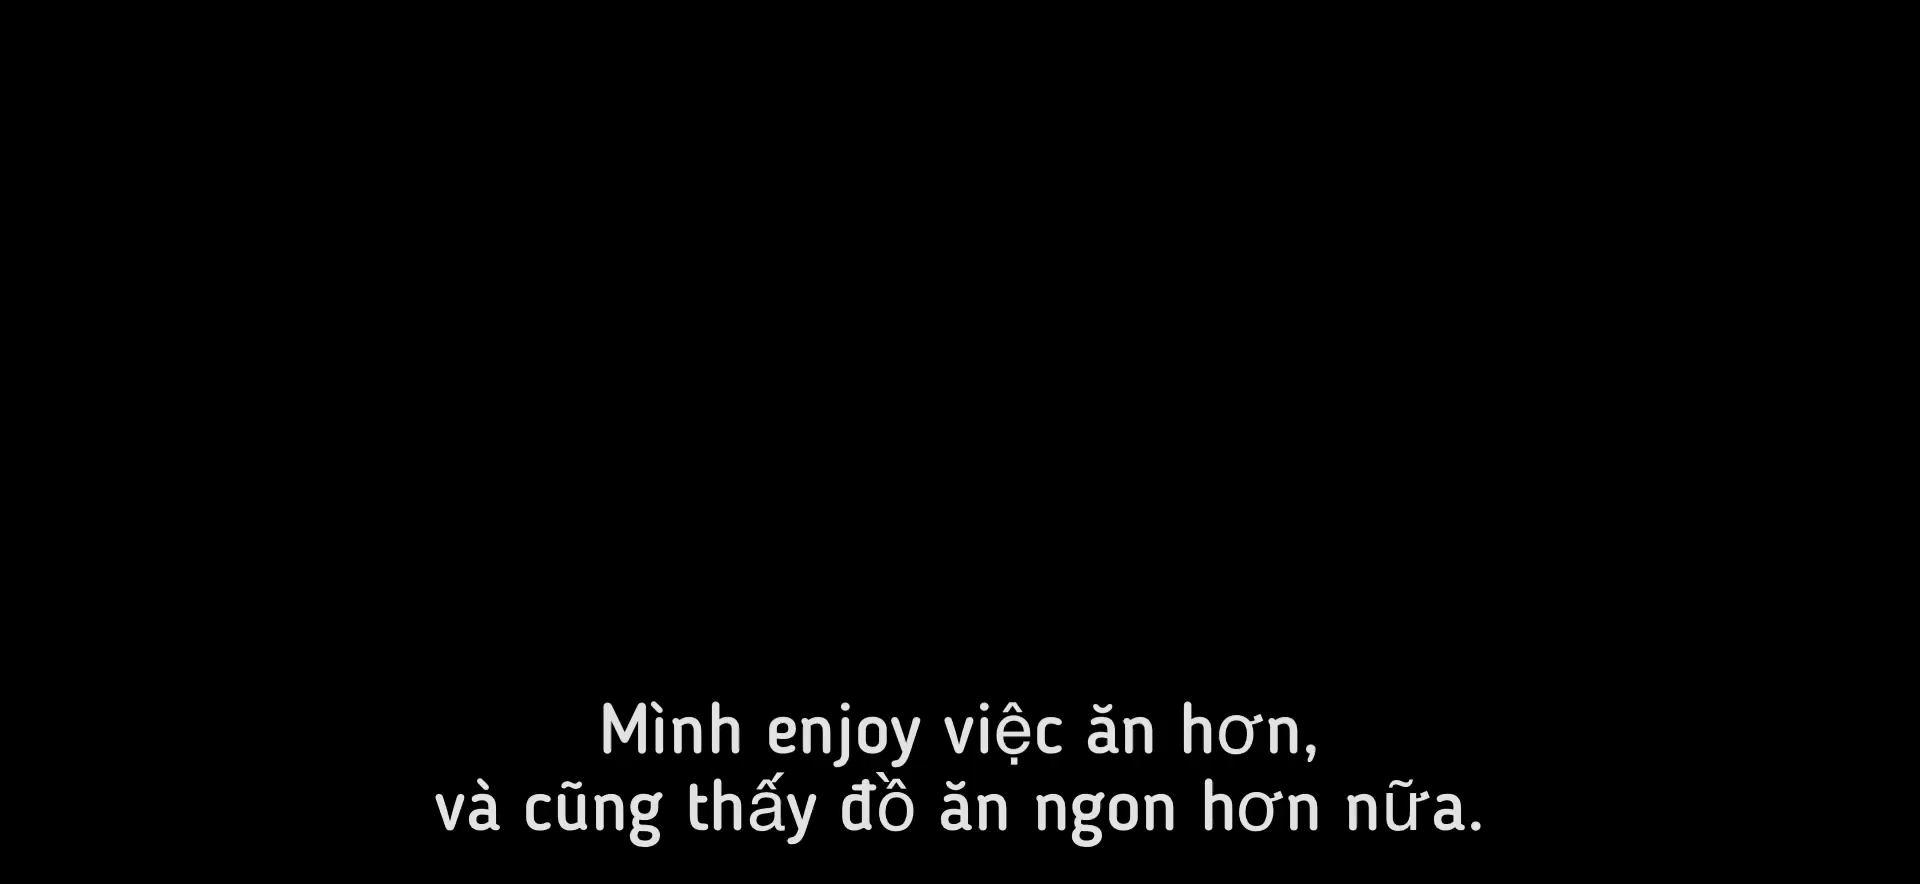 Mình enjoy việc ăn hơn,
và cũng thấy đồ ăn ngon hơn nữa.